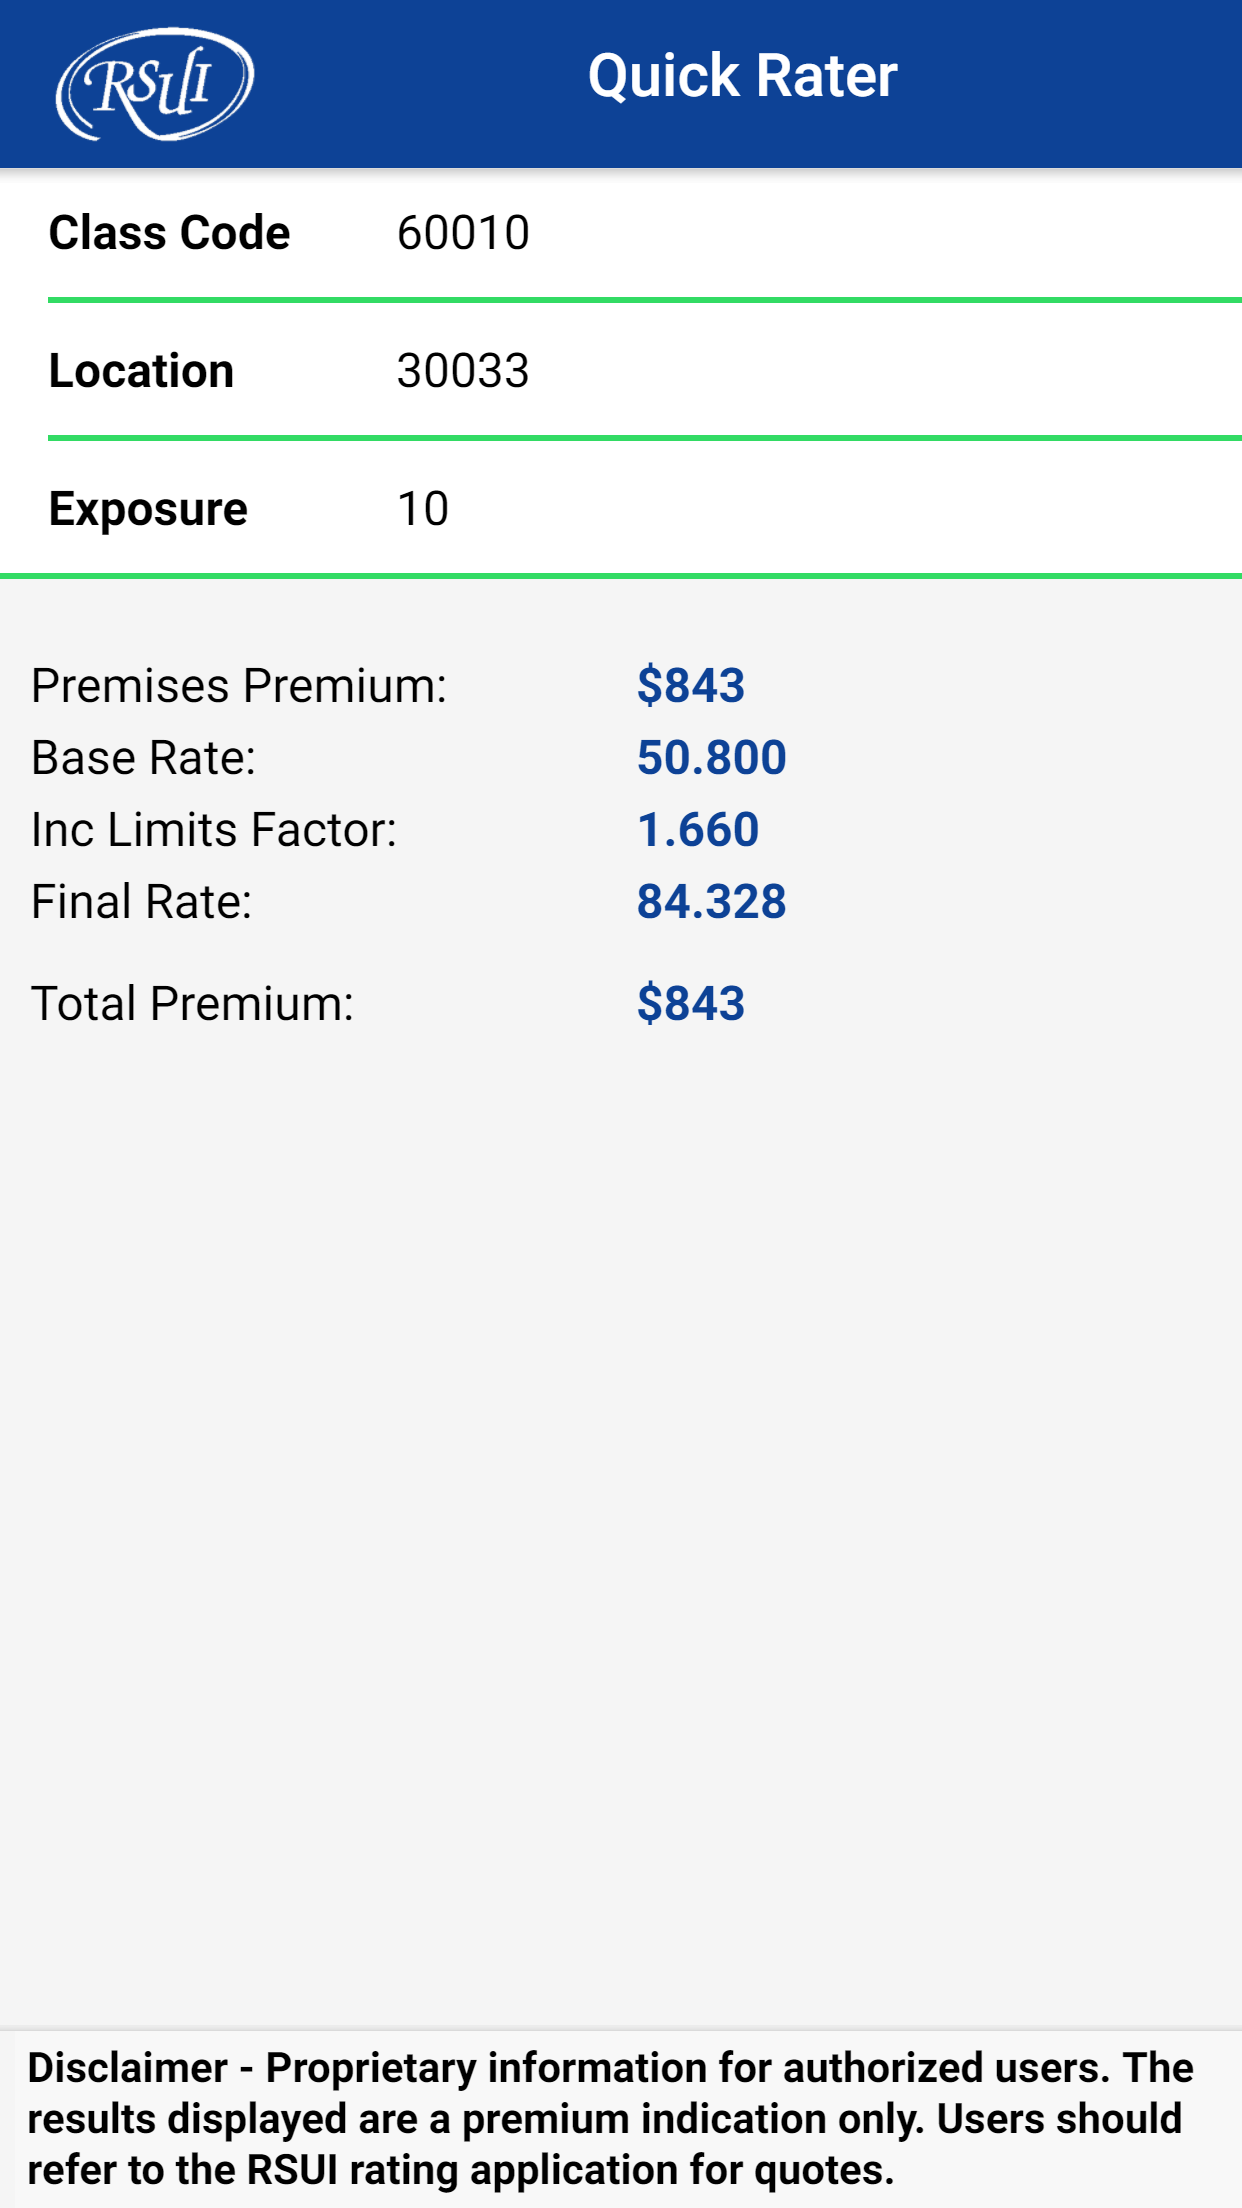 RSUI
Quick Rater
Class Code 60010
Location 30033
Exposure 10
Premises Premium: $843
Base Rate: 50.800
Inc Limits Factor: 1.660
Final Rate: 84.328
Total Premium: $843
Disclaimer - Proprietary information for authorized users. The
results displayed are a premium indication only. Users should
refer to the RSUI rating application for quotes.